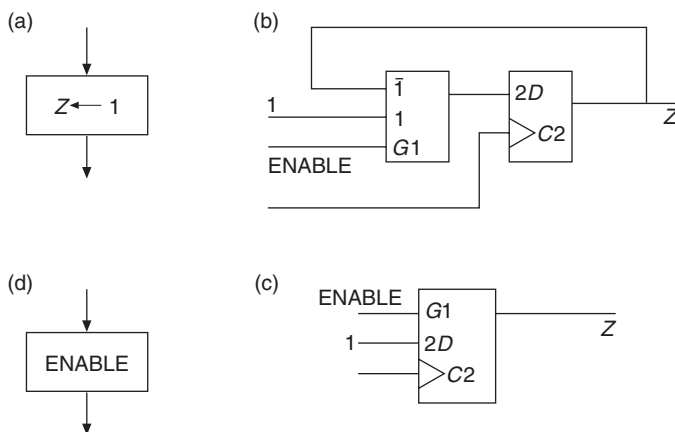 (a)
Z ← 1
(b)
1̄
1
1
G1
ENABLE
2D
C2
Z
(d)
ENABLE
(c)
ENABLE
G1
1
2D
C2
Z